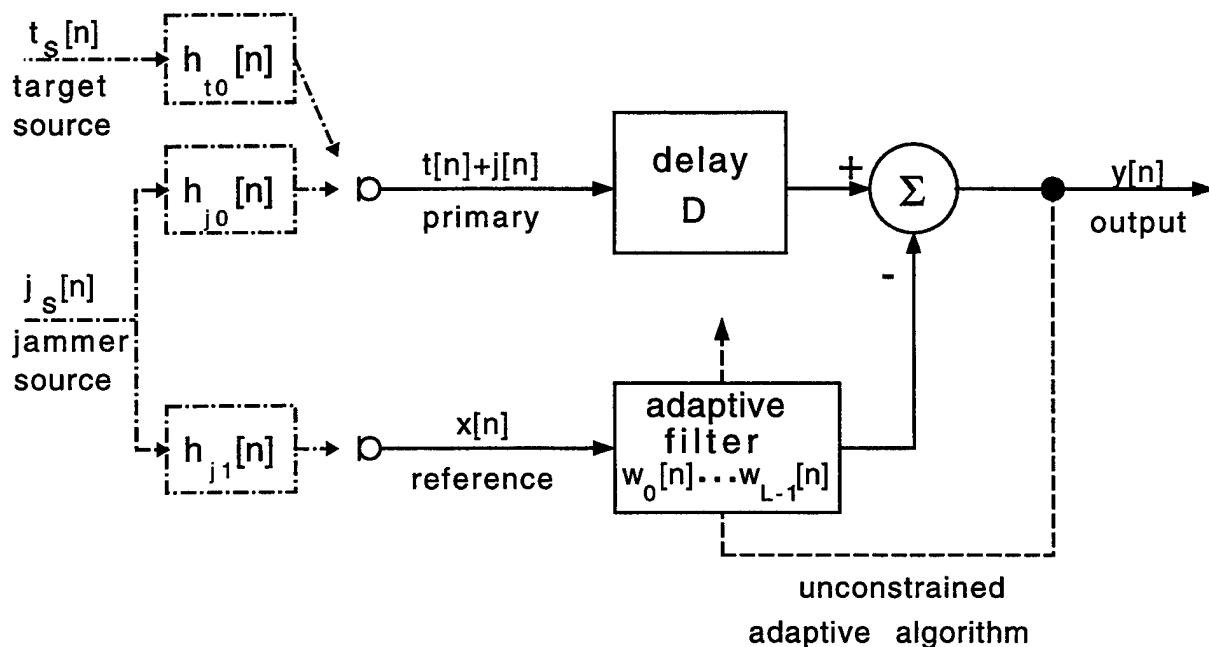 t_s[n]
target
source
h_t0[n]
j_s[n]
jammer
source
h_j0[n]
h_j1[n]
t[n]+j[n]
primary
x[n]
reference
delay
D
adaptive
filter
w_0[n]...w_L-1[n]
+
Σ
-
y[n]
output
unconstrained
adaptive algorithm